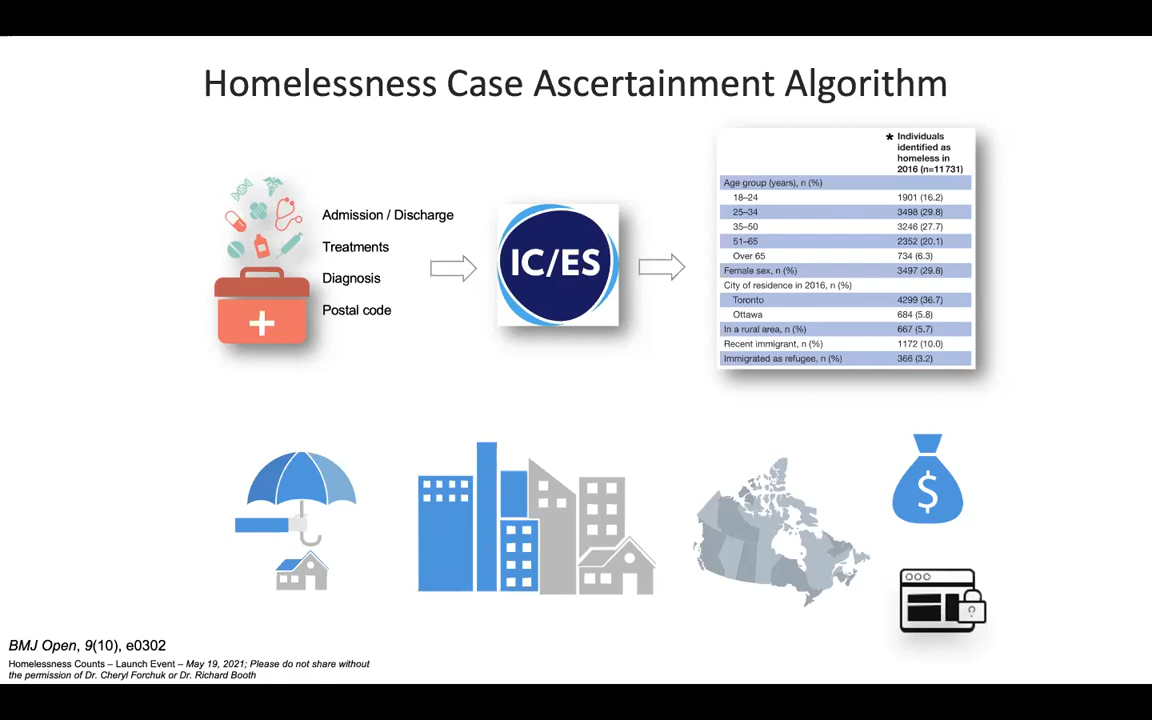 Homelessness Case Ascertainment Algorithm
Admission / Discharge
Treatments
Diagnosis
Postal code
IC/ES
* Individuals
identified as
homeless in
2016 (n=11 731)
Age group (years), n (%)
18–24 1901 (16.2)
25–34 3498 (29.8)
35–50 3246 (27.7)
51–65 2352 (20.1)
Over 65 734 (6.3)
Female sex, n (%) 3497 (29.8)
City of residence in 2016, n (%)
Toronto 4299 (36.7)
Ottawa 684 (5.8)
In a rural area, n (%) 667 (5.7)
Recent immigrant, n (%) 1172 (10.0)
Immigrated as refugee, n (%) 366 (3.2)
$
BMJ Open, 9(10), e0302
Homelessness Counts – Launch Event – May 19, 2021; Please do not share without
the permission of Dr. Cheryl Forchuk or Dr. Richard Booth